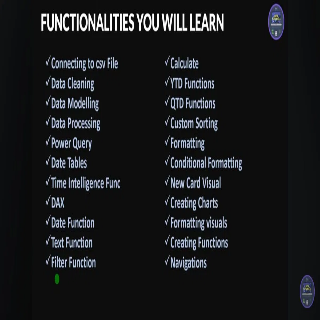 FUNCTIONALITIES YOU WILL LEARN
✓Connecting to csv File
✓Data Cleaning
✓Data Modelling
✓Data Processing
✓Power Query
✓Date Tables
✓Time Intelligence Func
✓DAX
✓Date Function
✓Text Function
✓Filter Function
✓Calculate
✓YTD Functions
✓QTD Functions
✓Custom Sorting
✓Formatting
✓Conditional Formatting
✓New Card Visual
✓Creating Charts
✓Formatting visuals
✓Creating Functions
✓Navigations